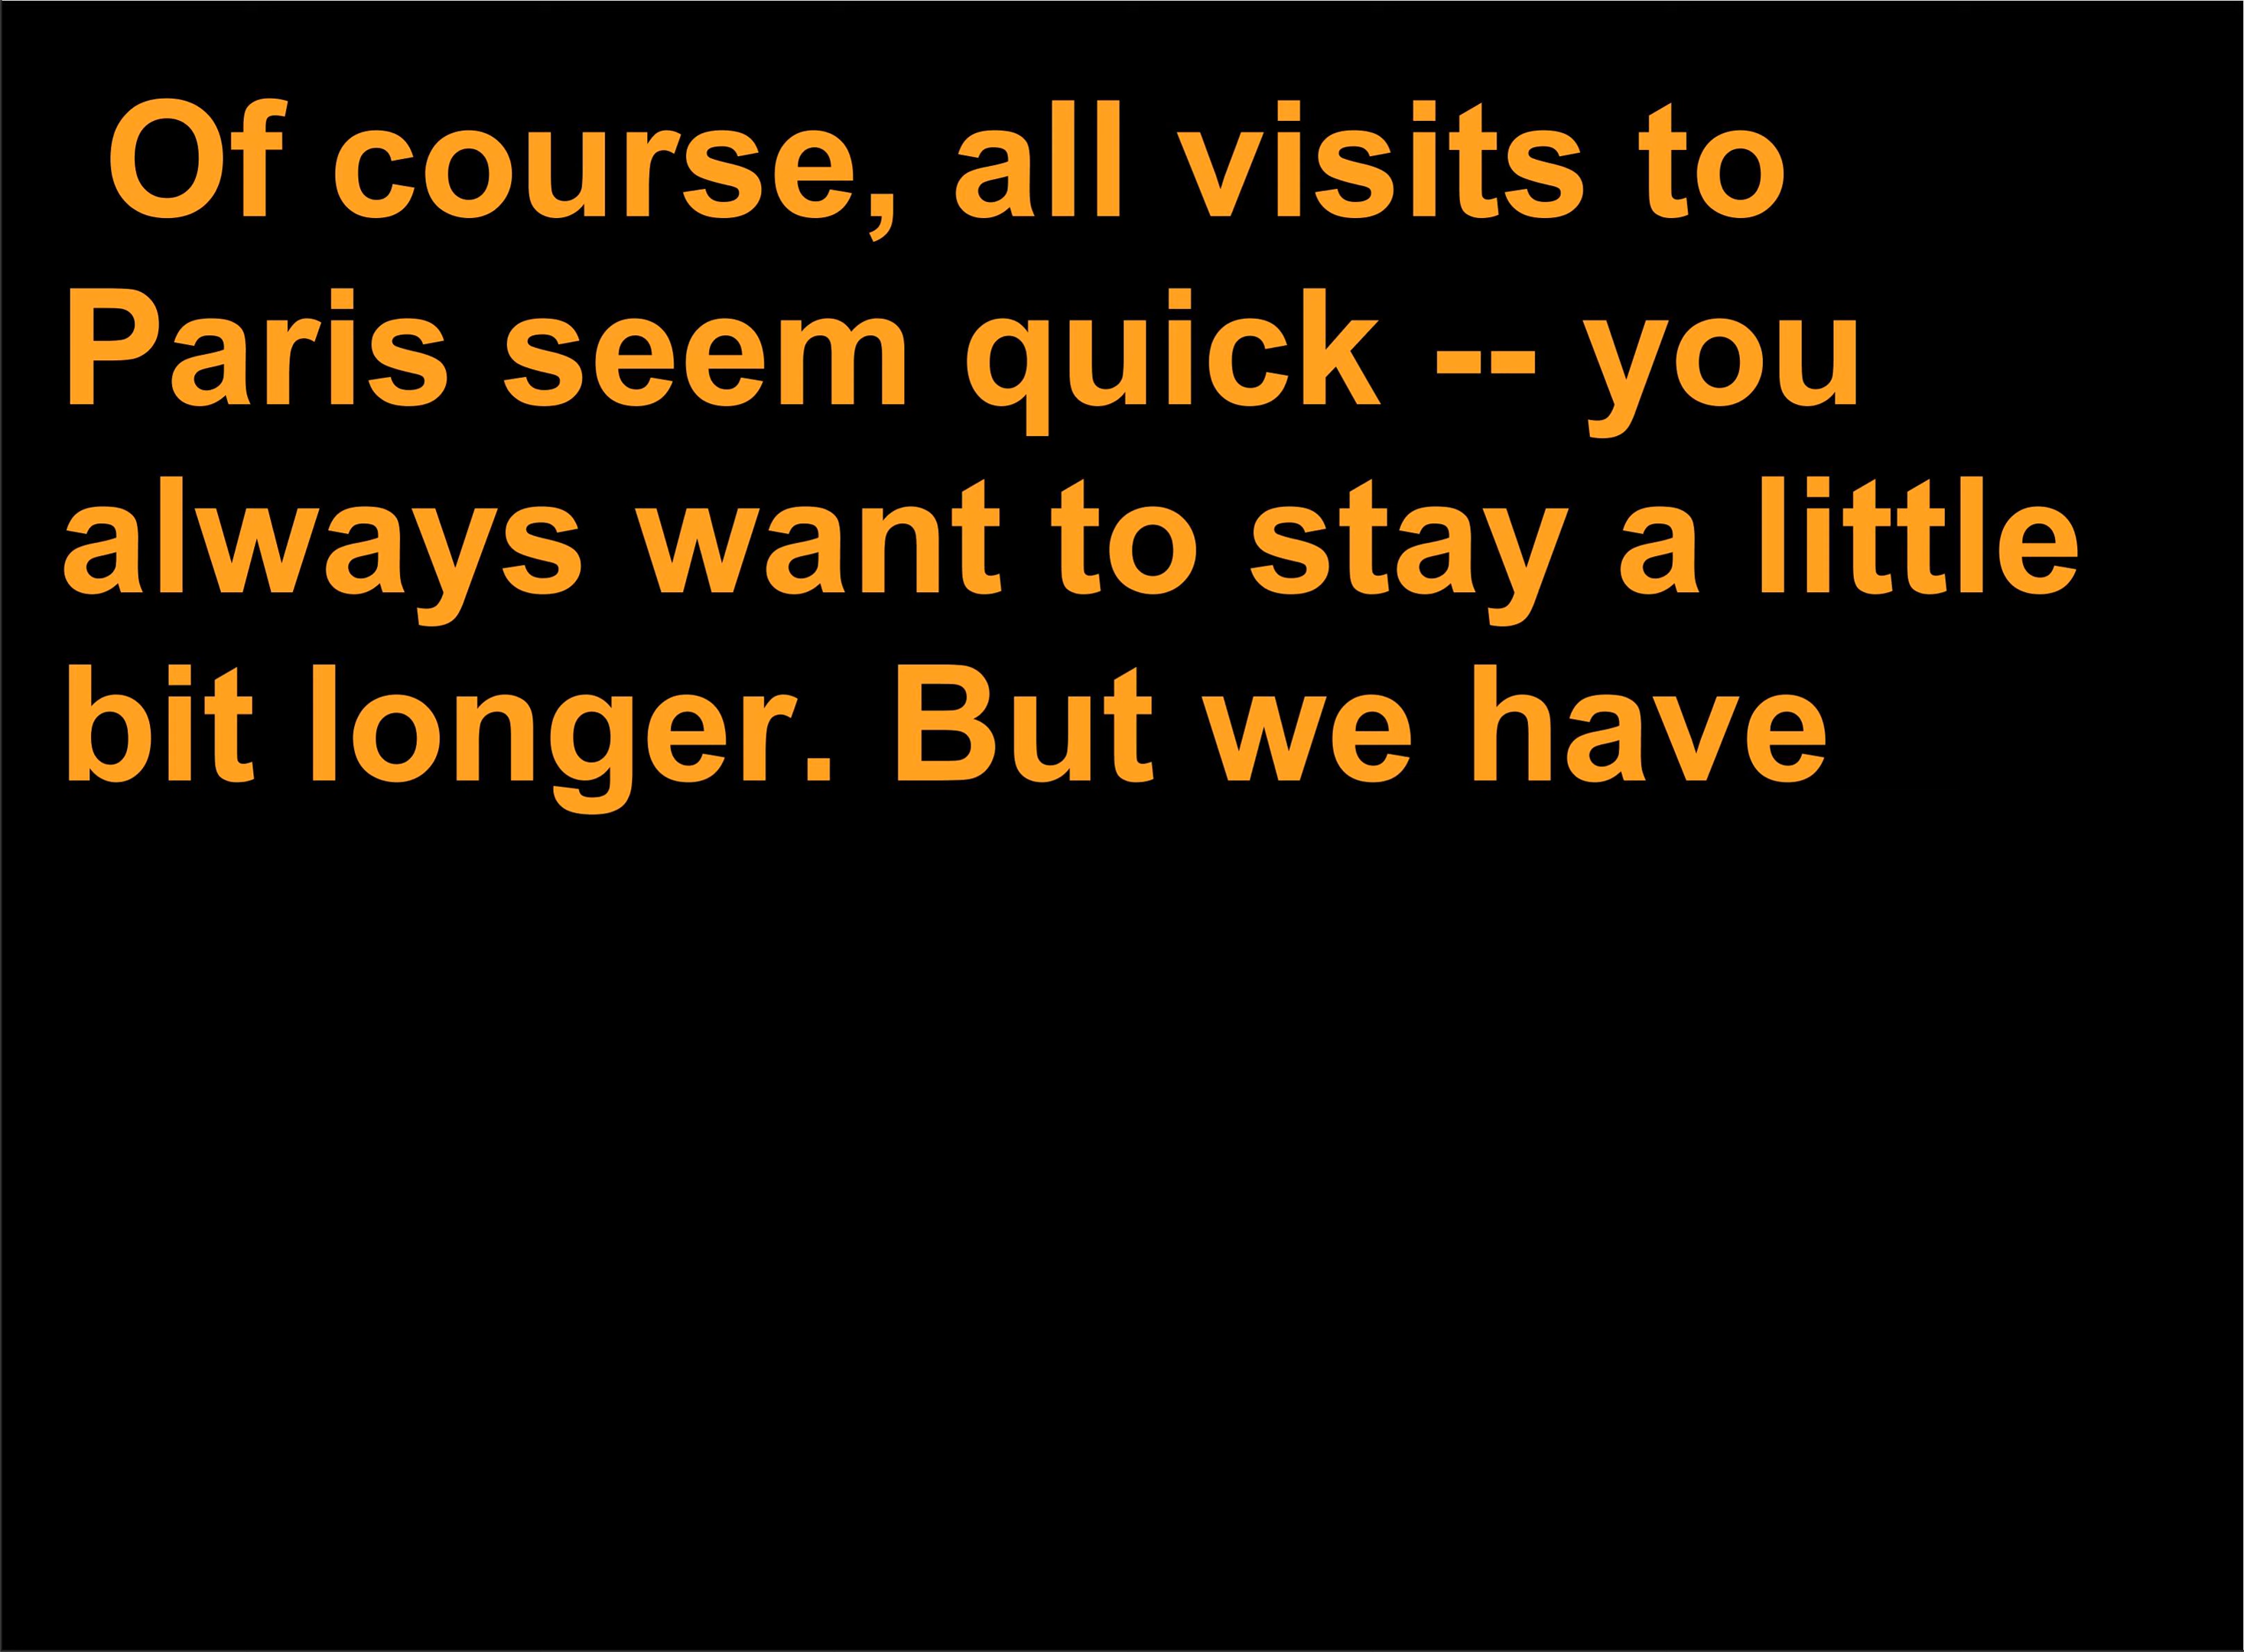 Of course, all visits to
Paris seem quick -- you
always want to stay a little
bit longer. But we have